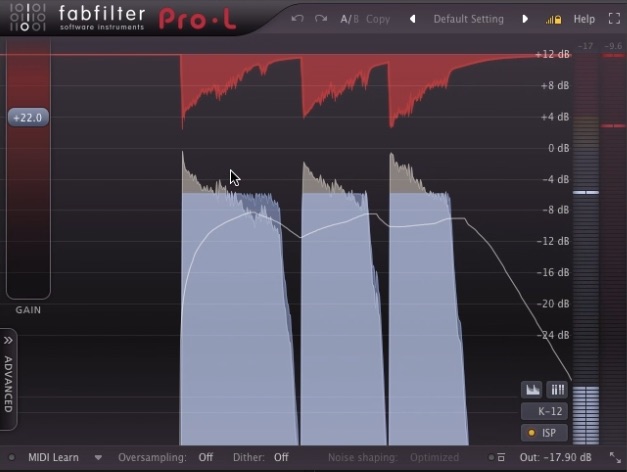 fabfilter
software instruments
Pro·L
A/B Copy
Default Setting
Help
-17 -9.6
+12 dB
+8 dB
+4 dB
0 dB
-4 dB
-8 dB
-12 dB
-16 dB
-20 dB
-24 dB
+22.0
GAIN
ADVANCED
K-12
ISP
MIDI Learn
Oversampling: Off
Dither: Off
Noise shaping: Optimized
Out: -17.90 dB